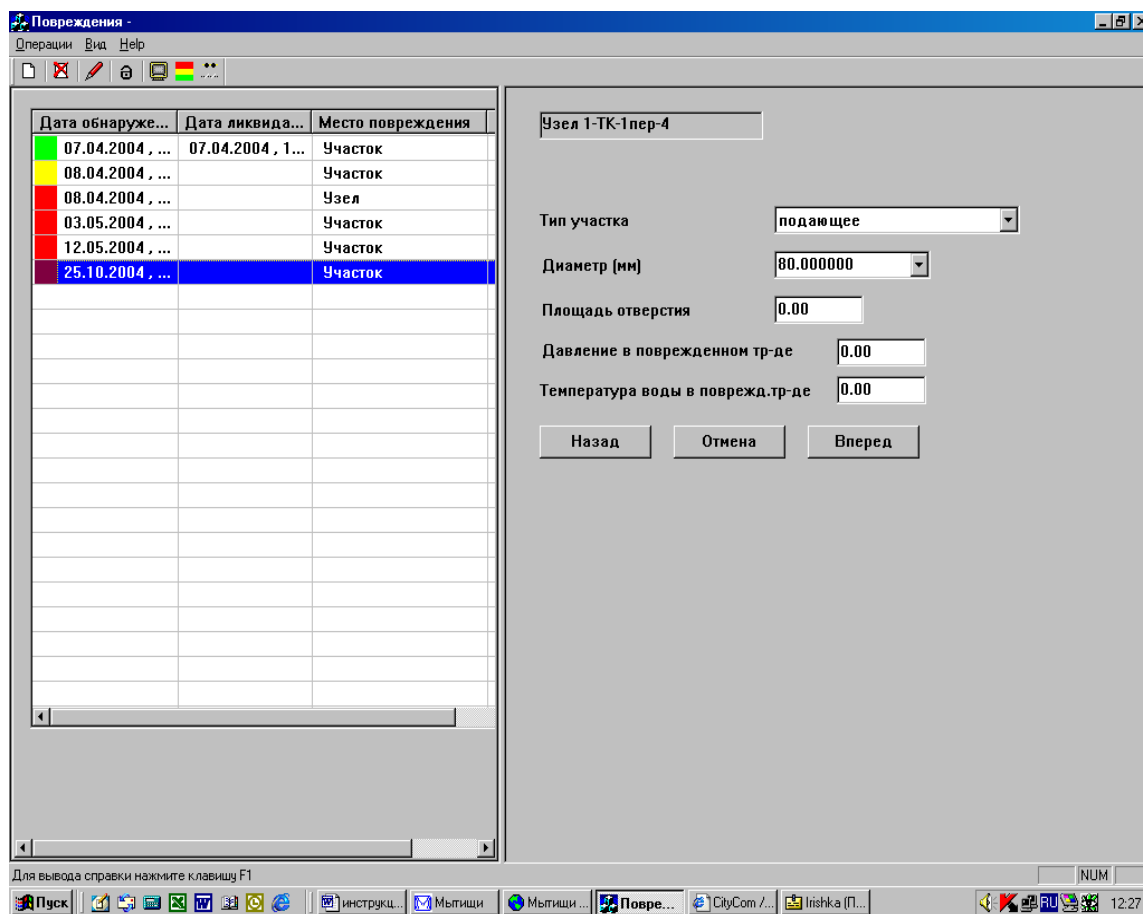 Повреждения -
Операции Вид Help
Дата обнаруже... Дата ликвида... Место повреждения
07.04.2004 , ... 07.04.2004 , 1... Участок
08.04.2004 , ... Участок
08.04.2004 , ... Узел
03.05.2004 , ... Участок
12.05.2004 , ... Участок
25.10.2004 , ... Участок
Узел 1-ТК-1пер-4
Тип участка подающее
Диаметр (мм) 80.000000
Площадь отверстия 0.00
Давление в поврежденном тр-де 0.00
Температура воды в поврежд.тр-де 0.00
Назад Отмена Вперед
Для вывода справки нажмите клавишу F1 NUM
Пуск инструкц... Мытищи Мытищи ... Повре... CityCom /... Irishka (П... RU 12:27